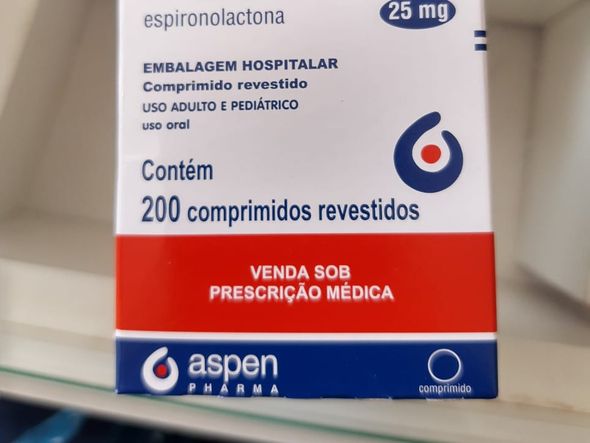 espironolactona
25 mg
EMBALAGEM HOSPITALAR
Comprimido revestido
USO ADULTO E PEDIÁTRICO
uso oral
Contém
200 comprimidos revestidos
VENDA SOB
PRESCRIÇÃO MÉDICA
aspen
PHARMA
comprimido